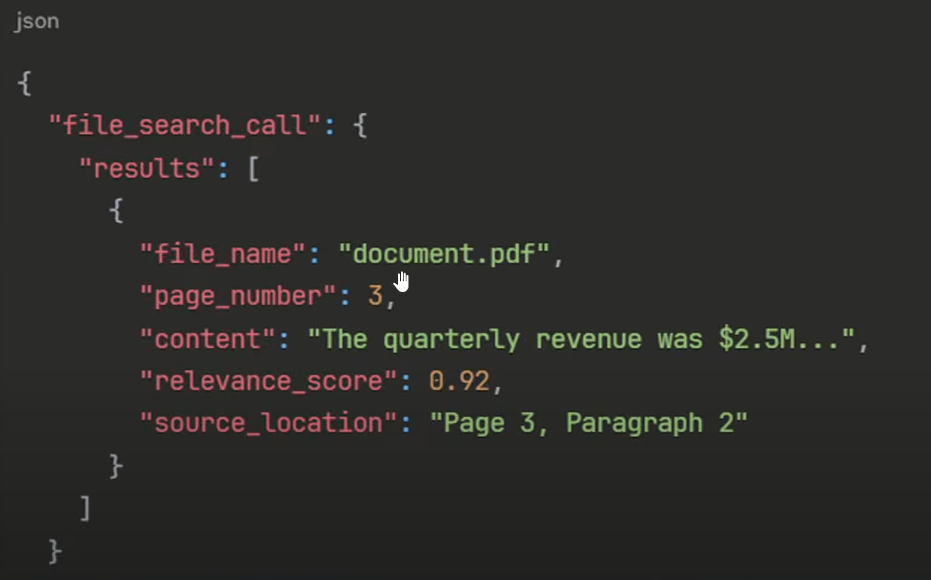 json
{
"file_search_call": {
"results": [
{
"file_name": "document.pdf",
"page_number": 3,
"content": "The quarterly revenue was $2.5M...",
"relevance_score": 0.92,
"source_location": "Page 3, Paragraph 2"
}
]
}